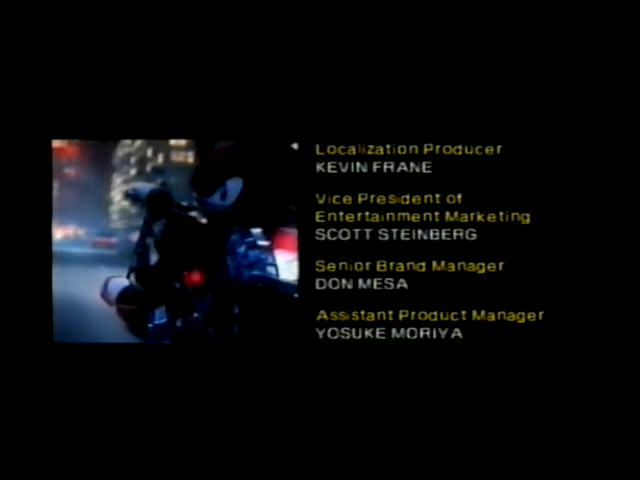 Localization Producer
KEVIN FRANE
Vice President of
Entertainment Marketing
SCOTT STEINBERG
Senior Brand Manager
DON MESA
Assistant Product Manager
YOSUKE MORIYA